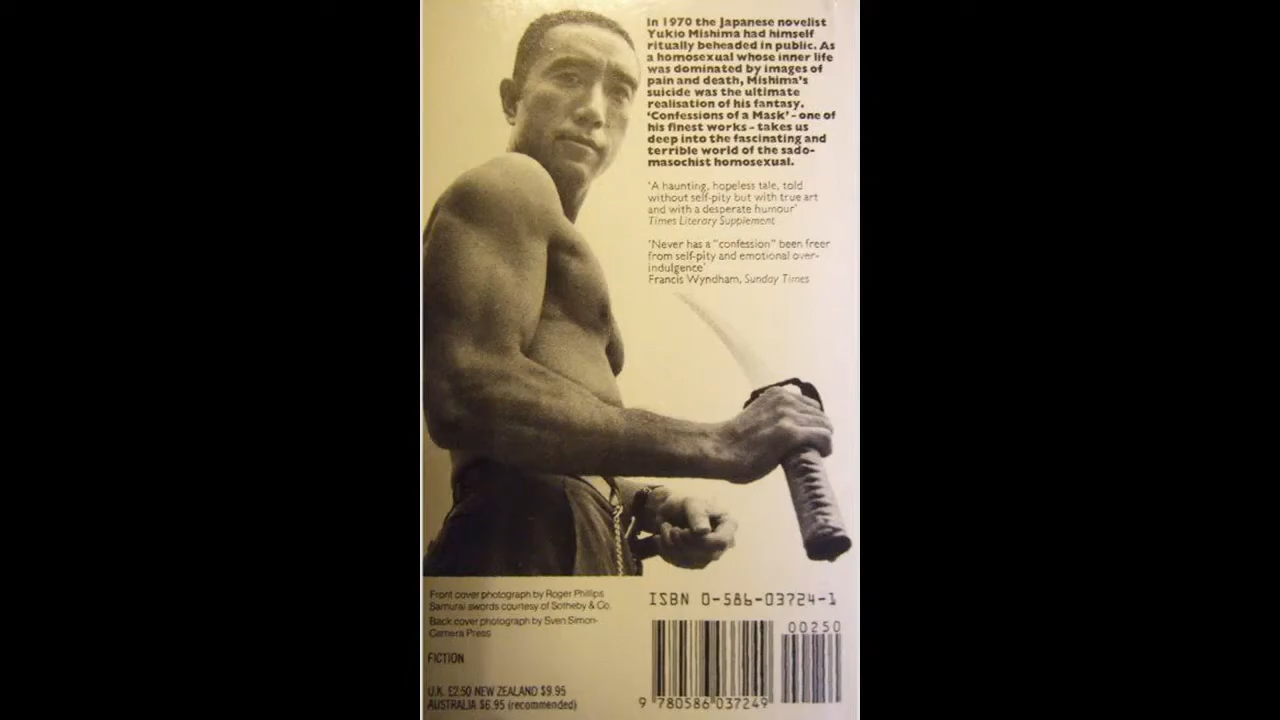 In 1970 the Japanese novelist
Yukio Mishima had himself
ritually beheaded in public. As
a homosexual whose inner life
was dominated by images of
pain and death, Mishima's
suicide was the ultimate
realisation of his fantasy.
'Confessions of a Mask' - one of
his finest works - takes us
deep into the fascinating and
terrible world of the sado-
masochist homosexual.
'A haunting, hopeless tale, told
without self-pity but with true art
and with a desperate humour'
Times Literary Supplement
'Never has a "confession" been freer
from self-pity and emotional over-
indulgence'
Francis Wyndham, Sunday Times
Front cover photograph by Roger Phillips
Samurai swords courtesy of Sotheby & Co.
Back cover photograph by Sven Simon-
Camera Press
FICTION
U.K. £2.50 NEW ZEALAND $9.95
AUSTRALIA $6.95 (recommended)
ISBN 0-586-03724-1
00250
9 780586 037249